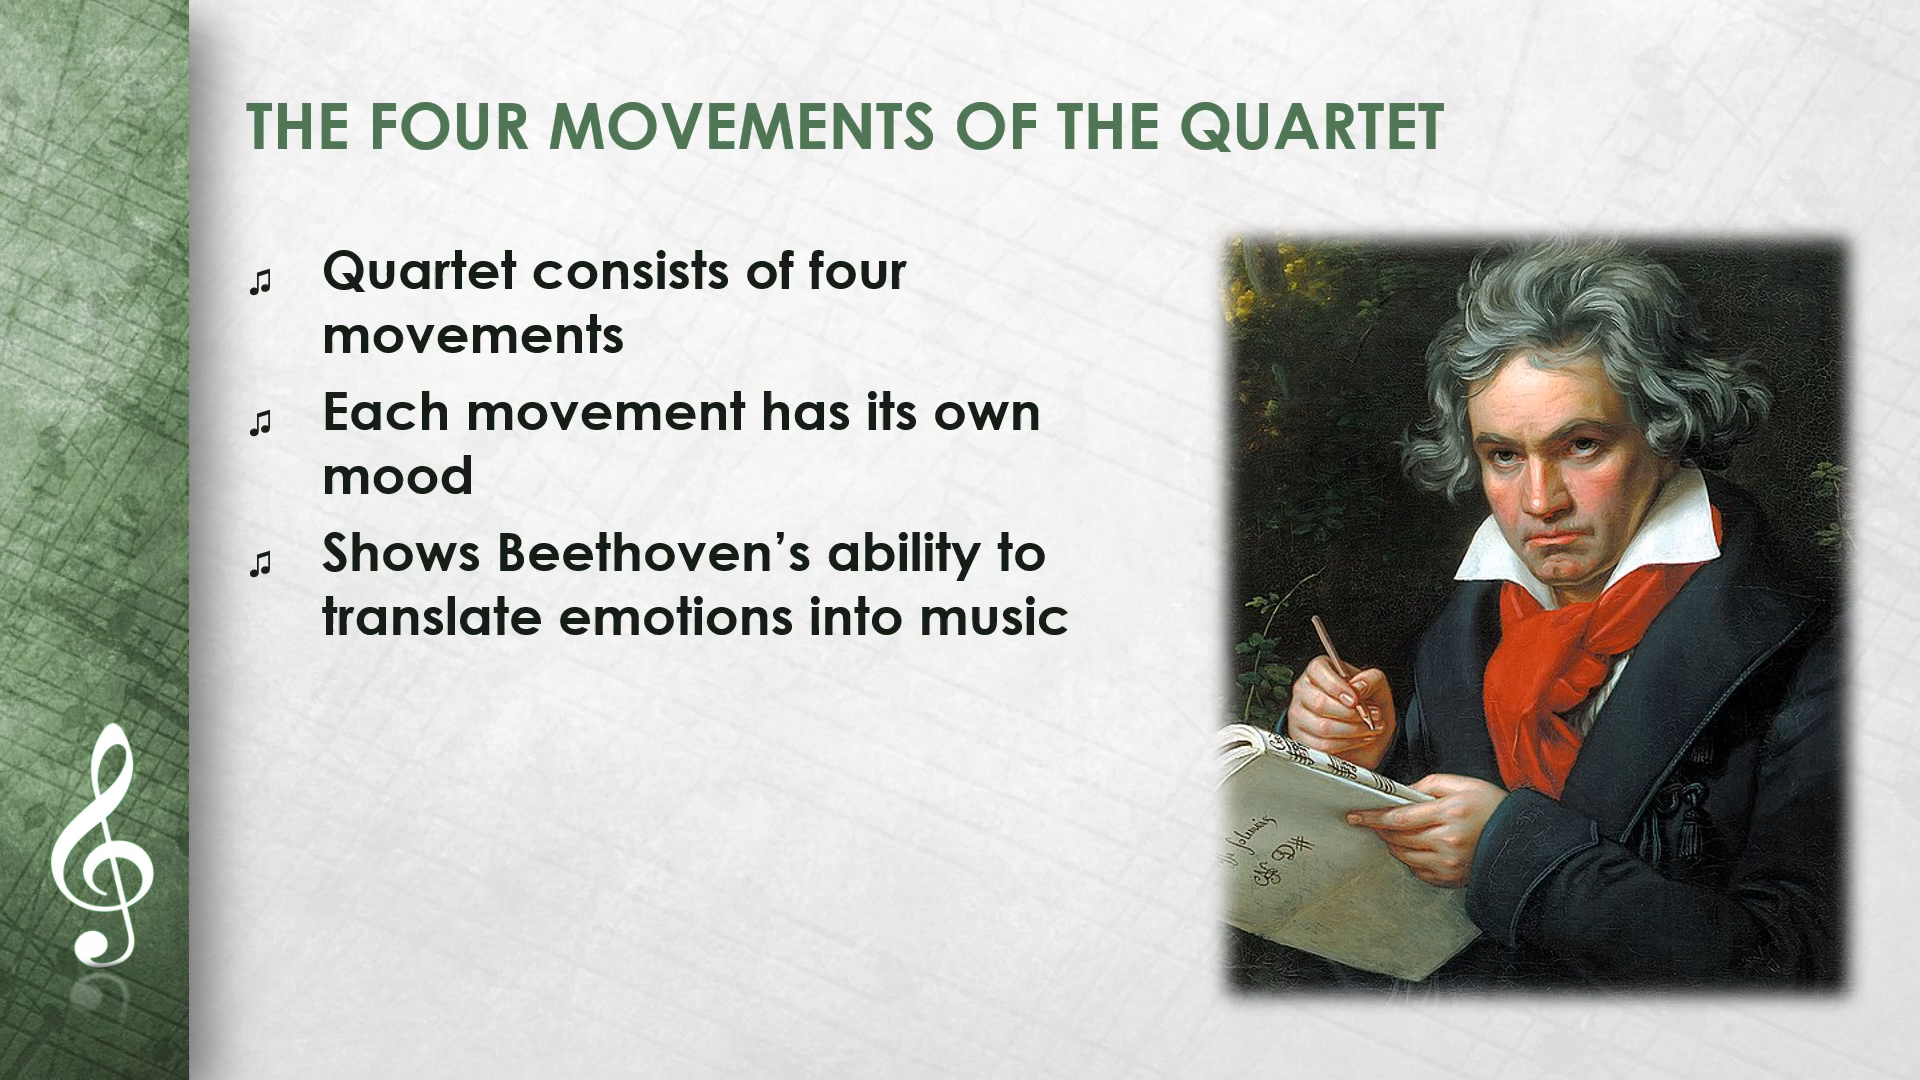 THE FOUR MOVEMENTS OF THE QUARTET
♫ Quartet consists of four
movements
♫ Each movement has its own
mood
♫ Shows Beethoven’s ability to
translate emotions into music
D#